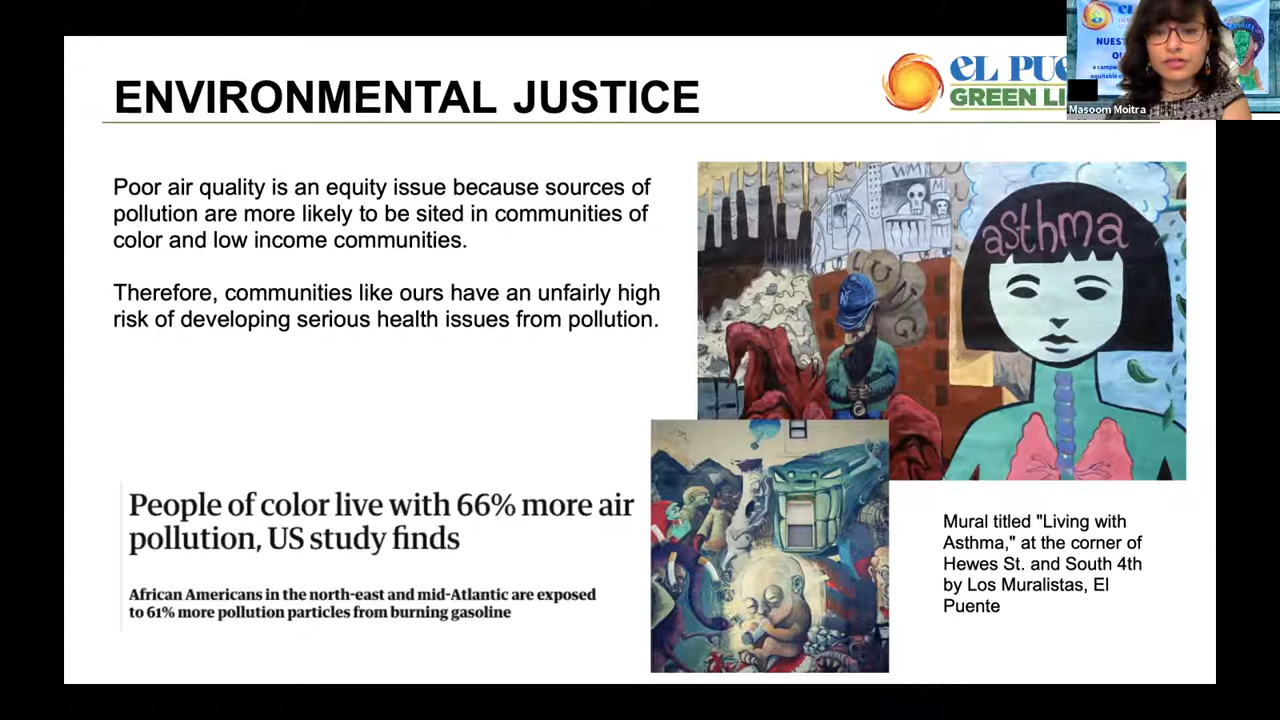 ENVIRONMENTAL JUSTICE
EL PUE
GREEN LI
NUES
a campa
equitable
Masoom Moitra
Poor air quality is an equity issue because sources of
pollution are more likely to be sited in communities of
color and low income communities.
Therefore, communities like ours have an unfairly high
risk of developing serious health issues from pollution.
WM
asthma
LUNG
People of color live with 66% more air
pollution, US study finds
African Americans in the north-east and mid-Atlantic are exposed
to 61% more pollution particles from burning gasoline
Mural titled "Living with
Asthma," at the corner of
Hewes St. and South 4th
by Los Muralistas, El
Puente